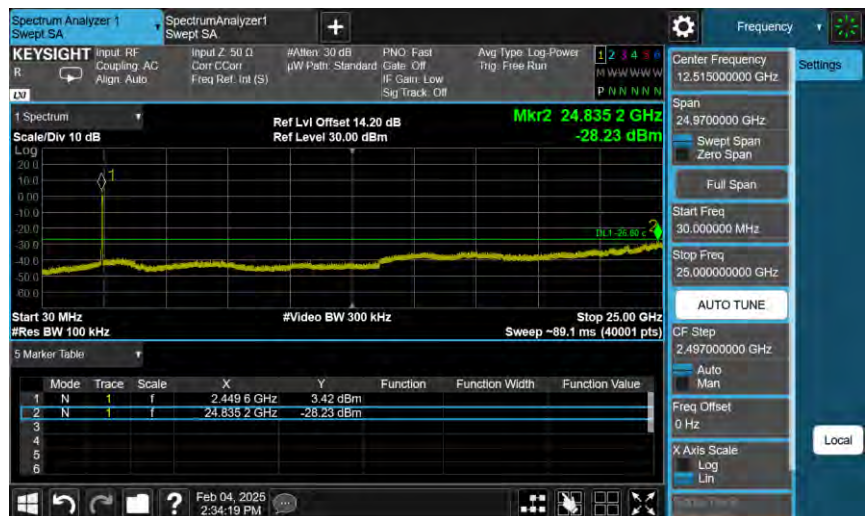 Spectrum Analyzer 1
Swept SA
SpectrumAnalyzer1
Swept SA
+
Frequency
KEYSIGHT
R
LXI
Input: RF
Coupling: AC
Align: Auto
Input Z: 50 Ω
Corr CCorr
Freq Ref: Int (S)
#Atten: 30 dB
µW Path: Standard
PNO: Fast
Gate: Off
IF Gain: Low
Sig Track: Off
Avg Type: Log-Power
Trig: Free Run
1 2 3 4 5 6
M W W W W W
P N N N N N
Settings
Center Frequency
12.515000000 GHz
Span
24.9700000 GHz
Swept Span
Zero Span
Full Span
Start Freq
30.000000 MHz
Stop Freq
25.000000000 GHz
AUTO TUNE
CF Step
2.497000000 GHz
Auto
Man
Freq Offset
0 Hz
X Axis Scale
Log
Lin
Local
1 Spectrum
Scale/Div 10 dB
Ref Lvl Offset 14.20 dB
Ref Level 30.00 dBm
Mkr2 24.835 2 GHz
-28.23 dBm
Log
20.0
10.0
0.00
-10.0
-20.0
-30.0
-40.0
-50.0
-60.0
1
2
Start 30 MHz
#Res BW 100 kHz
#Video BW 300 kHz
Stop 25.00 GHz
Sweep ~89.1 ms (40001 pts)
5 Marker Table
Mode Trace Scale X Y Function Function Width Function Value
1 N 1 f 2.449 6 GHz 3.42 dBm
2 N 1 f 24.835 2 GHz -28.23 dBm
3
4
5
6
?
Feb 04, 2025
2:34:19 PM